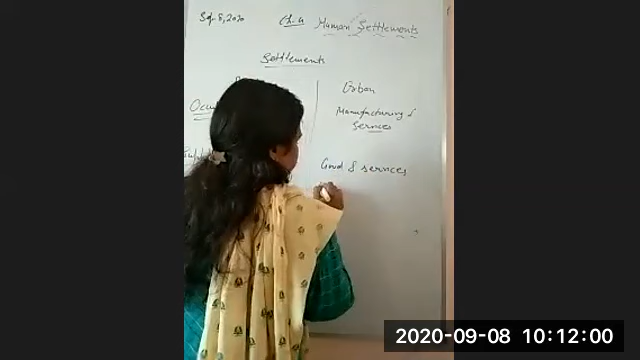 Sep. 8, 2020
Ch. 4 Human Settlements
Settlements
Urban
Manufacturing &
Services
Good & services
2020-09-08 10:12:00